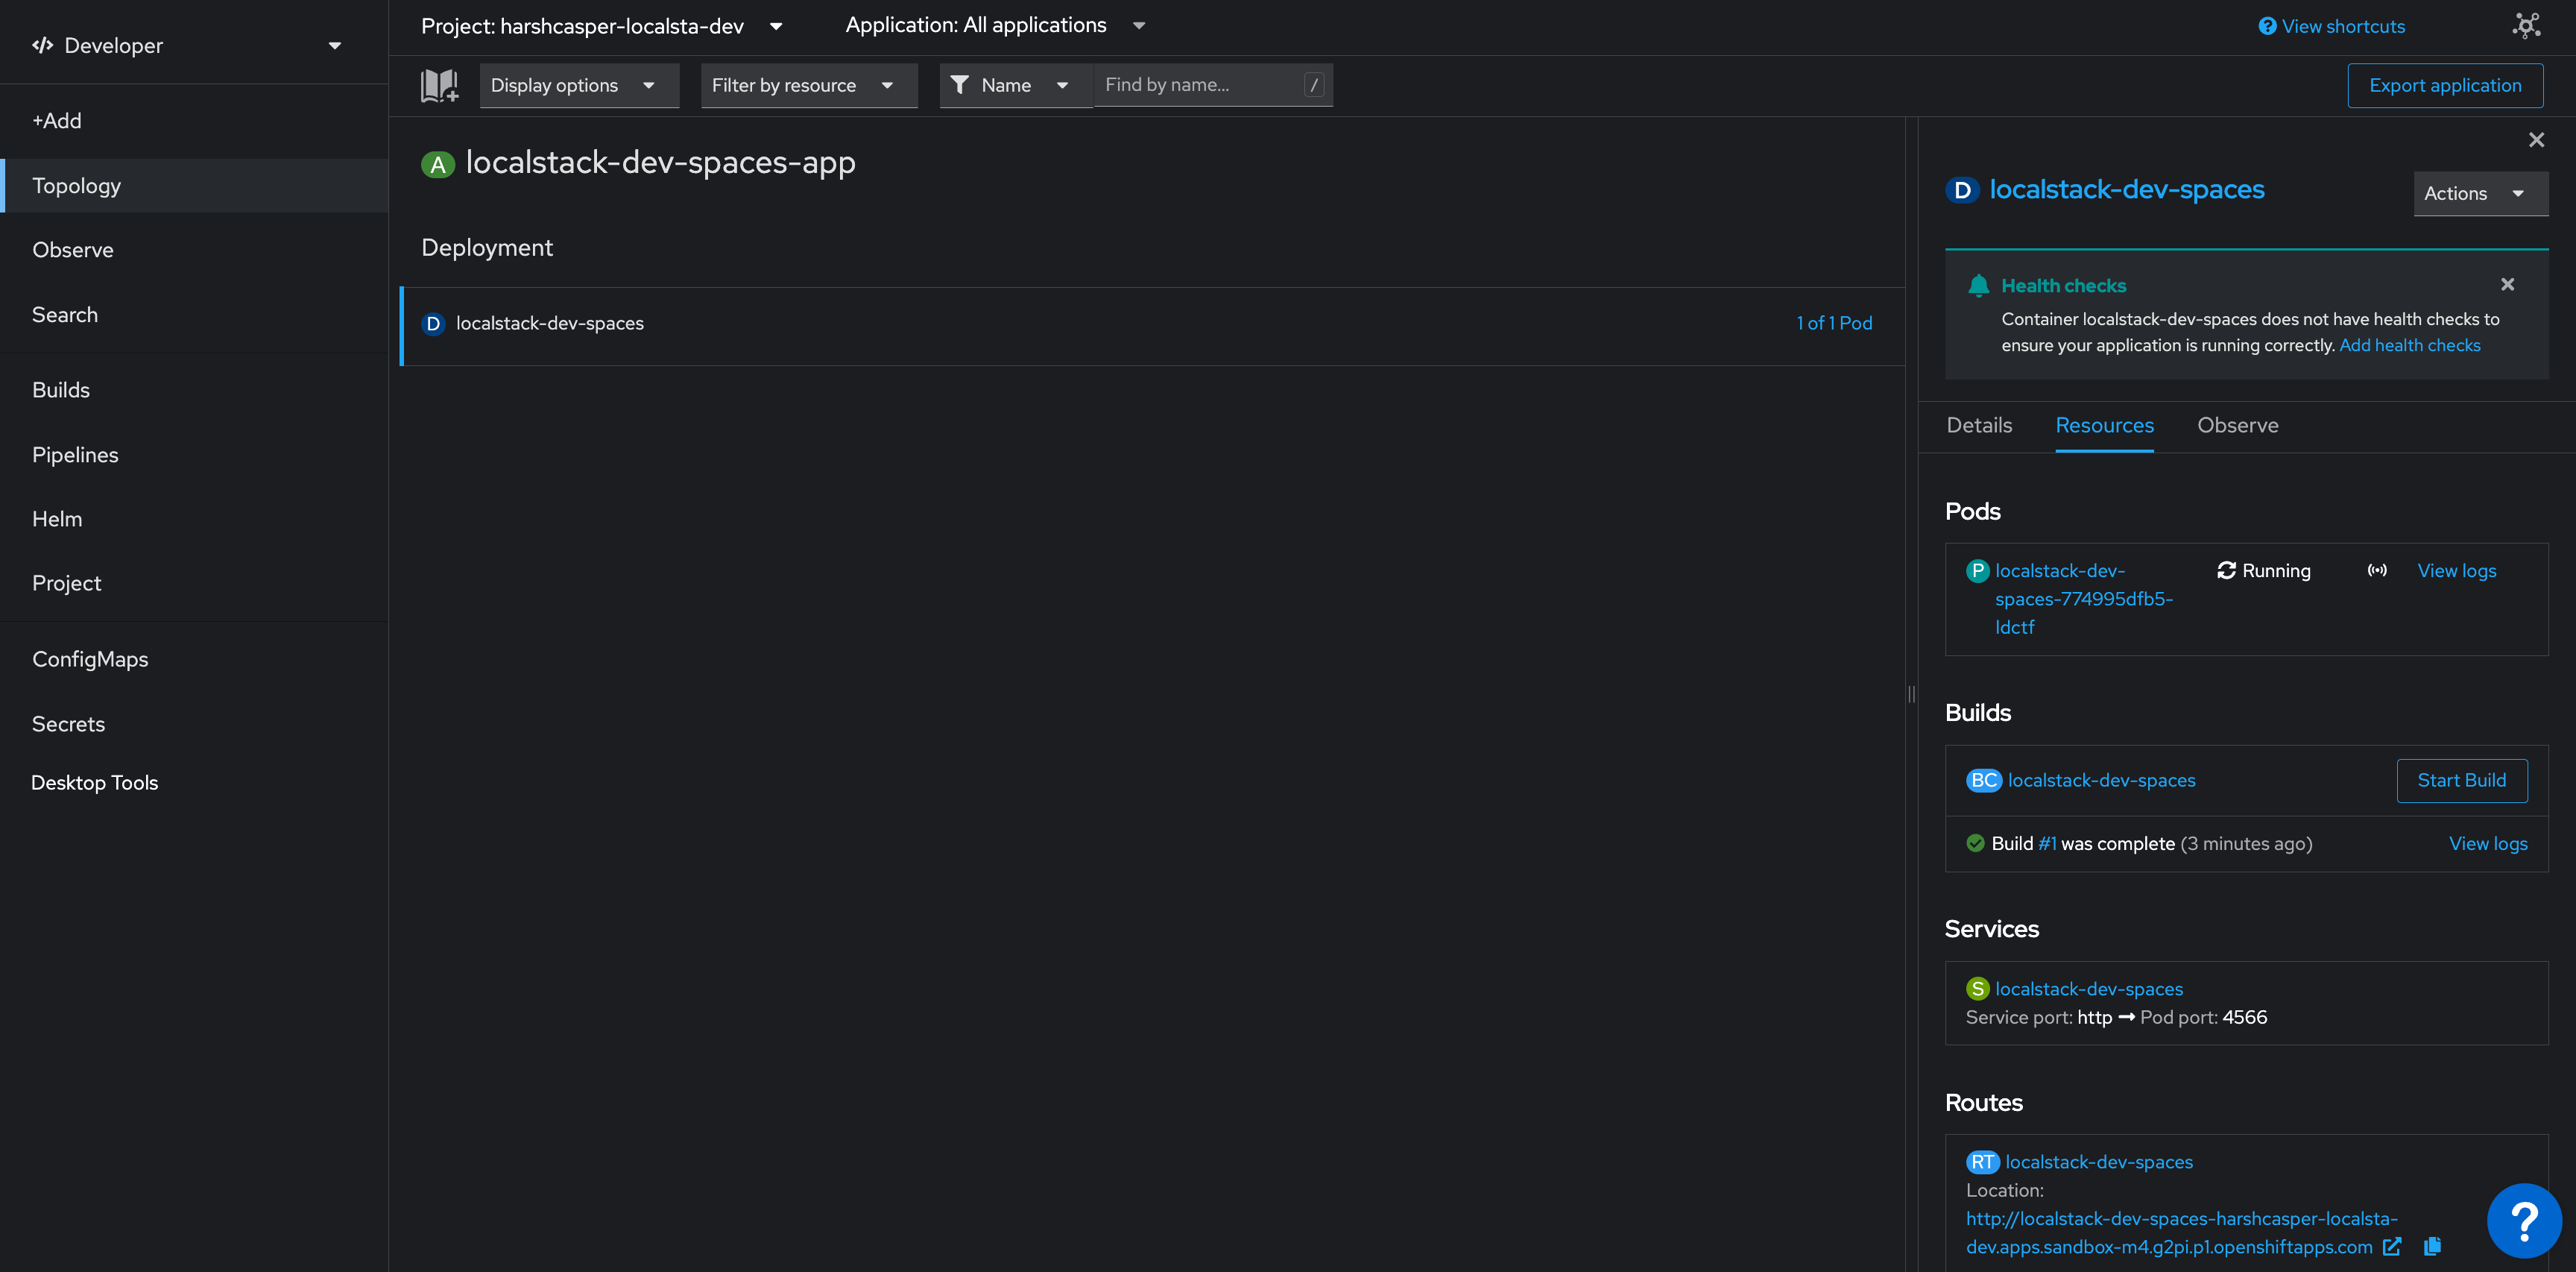 Developer
+Add
Topology
Observe
Search
Builds
Pipelines
Helm
Project
ConfigMaps
Secrets
Desktop Tools
Project: harshcasper-localsta-dev
Application: All applications
View shortcuts
Display options
Filter by resource
Name
Find by name...
/
Export application
A localstack-dev-spaces-app
Deployment
D localstack-dev-spaces
1 of 1 Pod
D localstack-dev-spaces
Actions
Health checks
Container localstack-dev-spaces does not have health checks to
ensure your application is running correctly. Add health checks
Details
Resources
Observe
Pods
P localstack-dev-
spaces-774995dfb5-
ldctf
Running
View logs
Builds
BC localstack-dev-spaces
Start Build
Build #1 was complete (3 minutes ago)
View logs
Services
S localstack-dev-spaces
Service port: http → Pod port: 4566
Routes
RT localstack-dev-spaces
Location:
http://localstack-dev-spaces-harshcasper-localsta-
dev.apps.sandbox-m4.g2pi.p1.openshiftapps.com
?